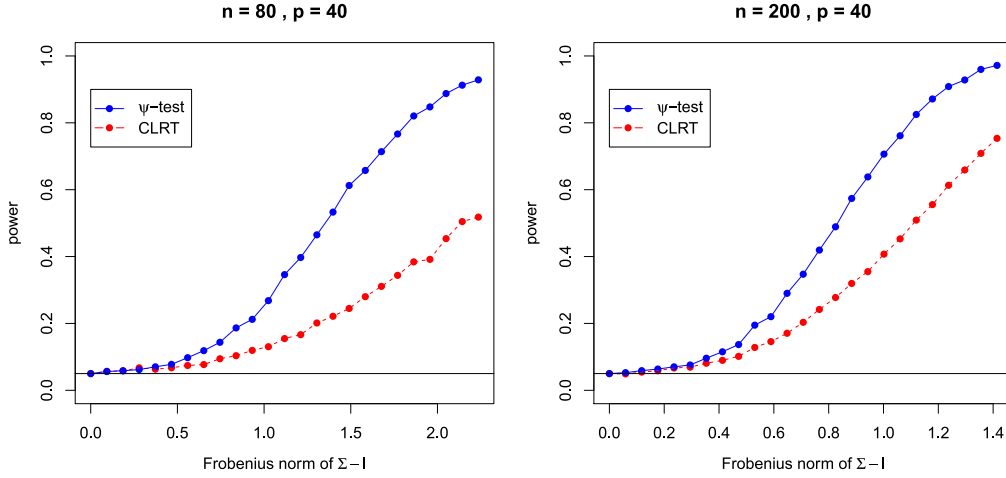 n = 80 , p = 40
power
1.0
0.8
0.6
0.4
0.2
0.0
ψ−test
CLRT
0.0 0.5 1.0 1.5 2.0
Frobenius norm of Σ−I
n = 200 , p = 40
power
1.0
0.8
0.6
0.4
0.2
0.0
ψ−test
CLRT
0.0 0.2 0.4 0.6 0.8 1.0 1.2 1.4
Frobenius norm of Σ−I